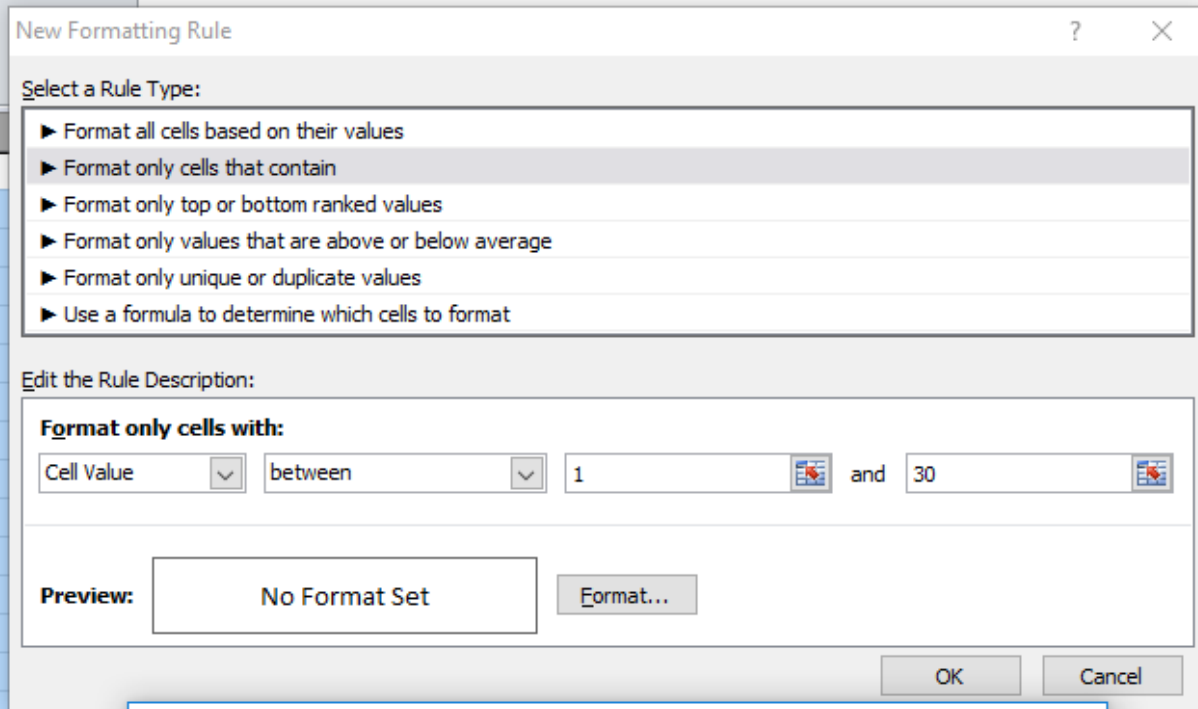 New Formatting Rule ?
Select a Rule Type:
► Format all cells based on their values
► Format only cells that contain
► Format only top or bottom ranked values
► Format only values that are above or below average
► Format only unique or duplicate values
► Use a formula to determine which cells to format
Edit the Rule Description:
Format only cells with:
Cell Value between 1 and 30
Preview: No Format Set Format...
OK Cancel